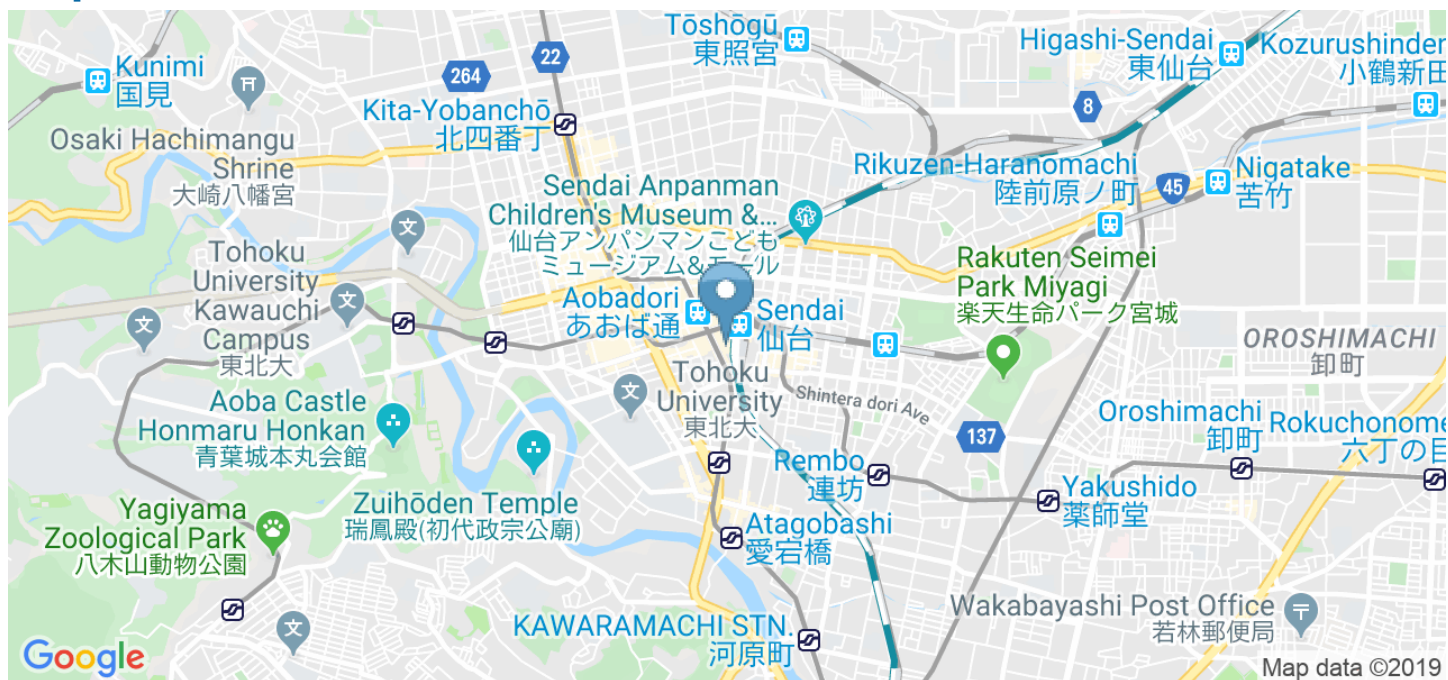 Tōshōgū
東照宮
Higashi-Sendai
東仙台
Kozurushinden
小鶴新田
Kunimi
国見
264
22
8
Kita-Yobanchō
北四番丁
Osaki Hachimangu
Shrine
大崎八幡宮
Rikuzen-Haranomachi
陸前原ノ町
45
Nigatake
苦竹
Sendai Anpanman
Children's Museum &...
仙台アンパンマンこども
ミュージアム&モール
Tohoku
University
Kawauchi
Campus
東北大
Rakuten Seimei
Park Miyagi
楽天生命パーク宮城
Aobadori
あおば通
Sendai
仙台
OROSHIMACHI
卸町
Tohoku
University
東北大
Shintera dori Ave
Aoba Castle
Honmaru Honkan
青葉城本丸会館
137
Oroshimachi
卸町
Rokuchonome
六丁の目
Rembo
連坊
Yakushido
薬師堂
Zuihōden Temple
瑞鳳殿(初代政宗公廟)
Yagiyama
Zoological Park
八木山動物公園
Atagobashi
愛宕橋
Wakabayashi Post Office
若林郵便局
KAWARAMACHI STN.
河原町
文
文
文
文
文
Google
Map data ©2019